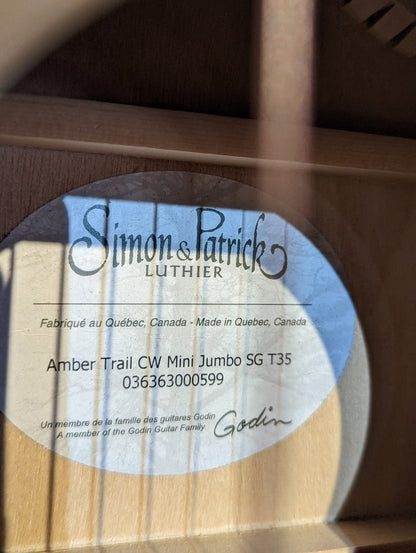 Simon & Patrick
LUTHIER
Fabriqué au Québec, Canada - Made in Quebec, Canada
Amber Trail CW Mini Jumbo SG T35
036363000599
Un membre de la famille des guitares Godin
A member of the Godin Guitar Family
Godin